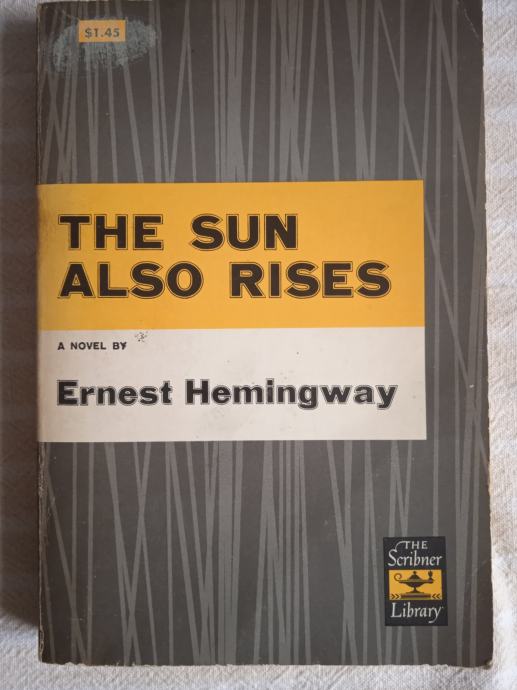 $1.45
THE SUN
ALSO RISES
A NOVEL BY
Ernest Hemingway
THE
Scribner
Library